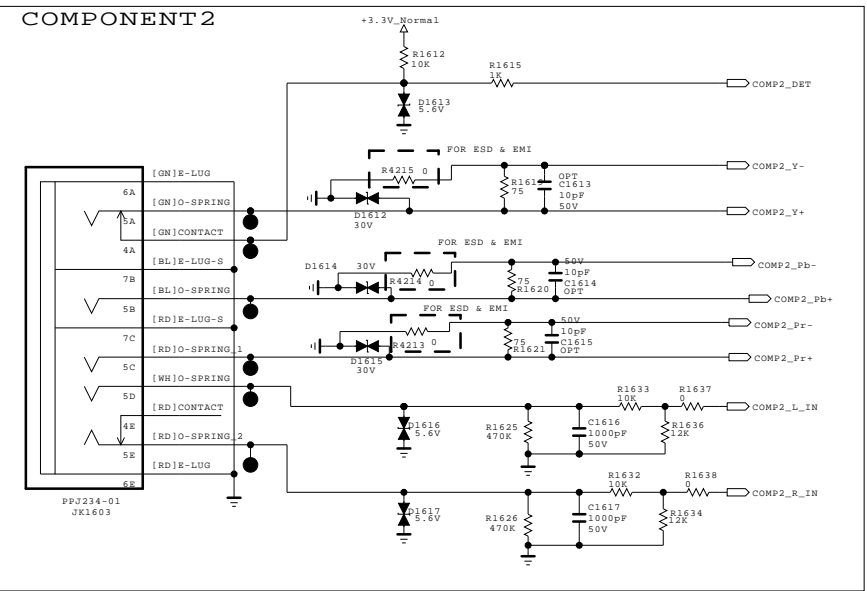 COMPONENT2
+3.3V_Normal
R1612
10K
R1615
1K
COMP2_DET
D1613
5.6V
FOR ESD & EMI
R4215 0
COMP2_Y-
[GN]E-LUG
6A
R1619
75
OPT
C1613
10pF
50V
[GN]O-SPRING
5A
D1612
30V
COMP2_Y+
[GN]CONTACT
4A
FOR ESD & EMI
[BL]E-LUG-S
7B
D1614 30V
R4214 0
COMP2_Pb-
75
R1620
50V
10pF
C1614
OPT
[BL]O-SPRING
5B
COMP2_Pb+
FOR ESD & EMI
[RD]E-LUG-S
7C
R4213 0
COMP2_Pr-
75
R1621
50V
10pF
C1615
OPT
[RD]O-SPRING_1
5C
D1615
30V
COMP2_Pr+
[WH]O-SPRING
5D
R1633
10K
R1637
0
COMP2_L_IN
[RD]CONTACT
4E
D1616
5.6V
R1625
470K
C1616
1000pF
50V
R1636
12K
[RD]O-SPRING_2
5E
[RD]E-LUG
6E
R1632
10K
R1638
0
COMP2_R_IN
PPJ234-01
JK1603
D1617
5.6V
R1626
470K
C1617
1000pF
50V
R1634
12K